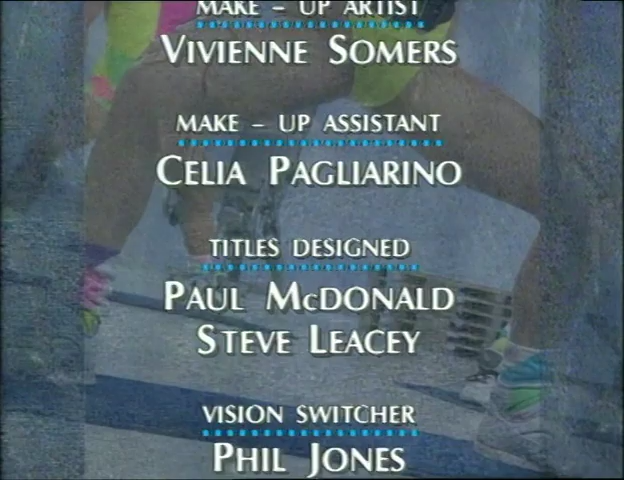 MAKE – UP ARTIST
VIVIENNE SOMERS
MAKE – UP ASSISTANT
CELIA PAGLIARINO
TITLES DESIGNED
PAUL MCDONALD
STEVE LEACEY
VISION SWITCHER
PHIL JONES